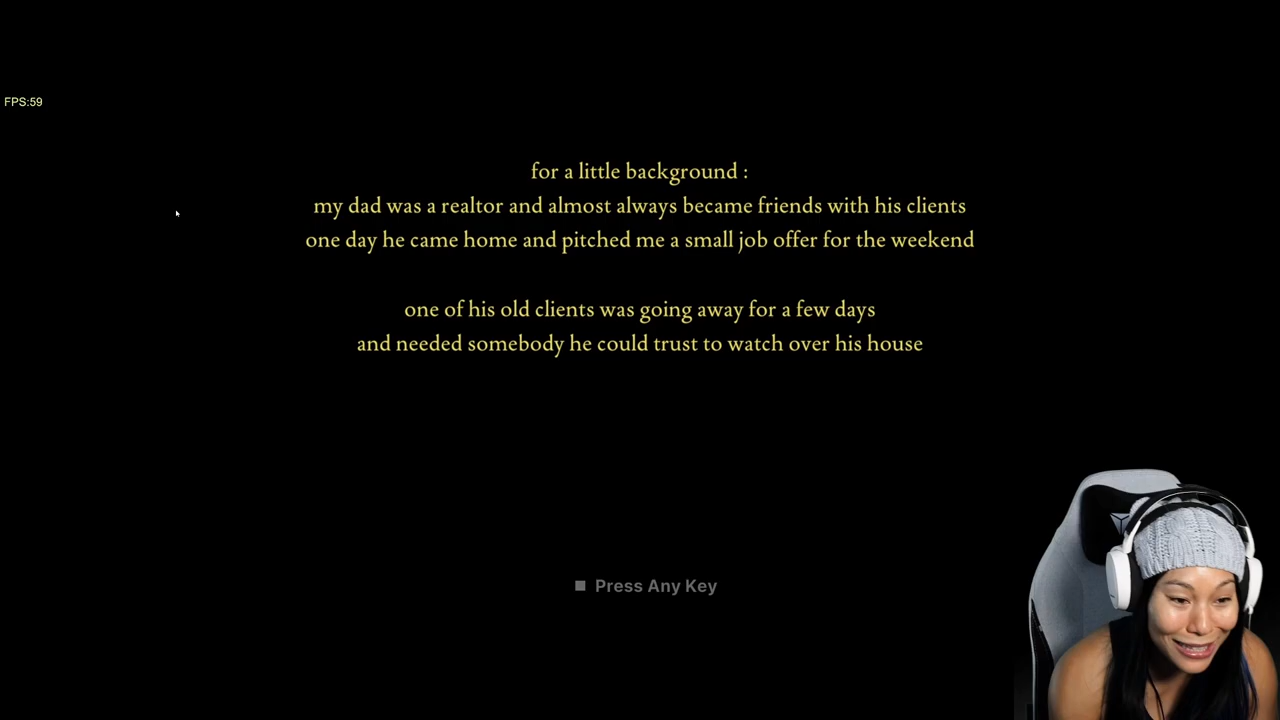 FPS:59
for a little background :
my dad was a realtor and almost always became friends with his clients
one day he came home and pitched me a small job offer for the weekend
one of his old clients was going away for a few days
and needed somebody he could trust to watch over his house
Press Any Key